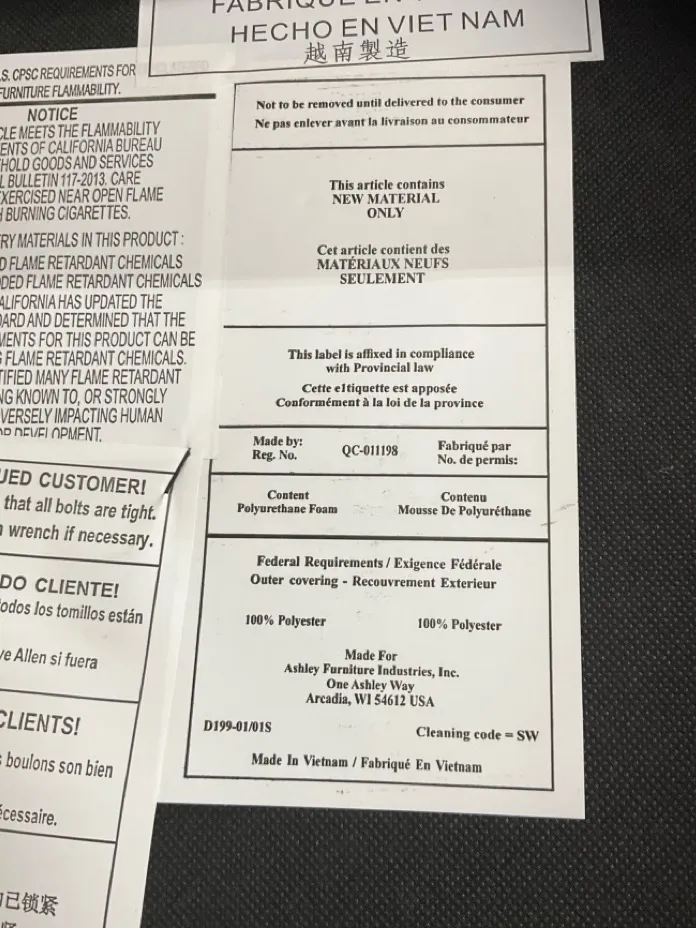 HECHO EN VIET NAM
越南製造
.S. CPSC REQUIREMENTS FOR
FURNITURE FLAMMABILITY.
NOTICE
CLE MEETS THE FLAMMABILITY
ENTS OF CALIFORNIA BUREAU
HOLD GOODS AND SERVICES
L BULLETIN 117-2013. CARE
EXERCISED NEAR OPEN FLAME
H BURNING CIGARETTES.
RY MATERIALS IN THIS PRODUCT :
D FLAME RETARDANT CHEMICALS
DDED FLAME RETARDANT CHEMICALS
ALIFORNIA HAS UPDATED THE
DARD AND DETERMINED THAT THE
MENTS FOR THIS PRODUCT CAN BE
G FLAME RETARDANT CHEMICALS.
TIFIED MANY FLAME RETARDANT
NG KNOWN TO, OR STRONGLY
VERSELY IMPACTING HUMAN
OR DEVELOPMENT.
UED CUSTOMER!
that all bolts are tight.
wrench if necessary.
DO CLIENTE!
todos los tornillos están
ve Allen si fuera
CLIENTS!
boulons son bien
écessaire.
已锁紧
Not to be removed until delivered to the consumer
Ne pas enlever avant la livraison au consommateur
This article contains
NEW MATERIAL
ONLY
Cet article contient des
MATÉRIAUX NEUFS
SEULEMENT
This label is affixed in compliance
with Provincial law
Cette e1tiquette est apposée
Conformément à la loi de la province
Made by: Fabriqué par
Reg. No. QC-011198 No. de permis:
Content Contenu
Polyurethane Foam Mousse De Polyuréthane
Federal Requirements / Exigence Fédérale
Outer covering - Recouvrement Exterieur
100% Polyester 100% Polyester
Made For
Ashley Furniture Industries, Inc.
One Ashley Way
Arcadia, WI 54612 USA
D199-01/01S Cleaning code = SW
Made In Vietnam / Fabriqué En Vietnam